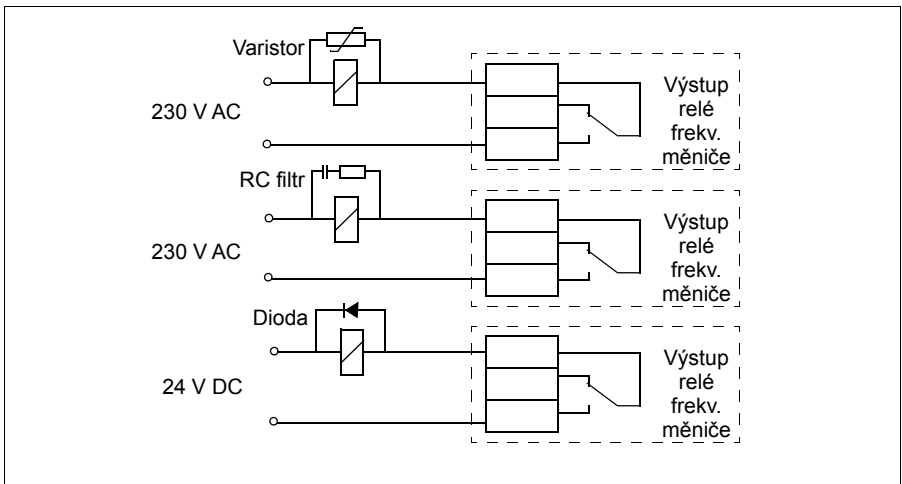 Varistor
230 V AC
Výstup
relé
frekv.
měniče
RC filtr
230 V AC
Výstup
relé
frekv.
měniče
Dioda
24 V DC
Výstup
relé
frekv.
měniče